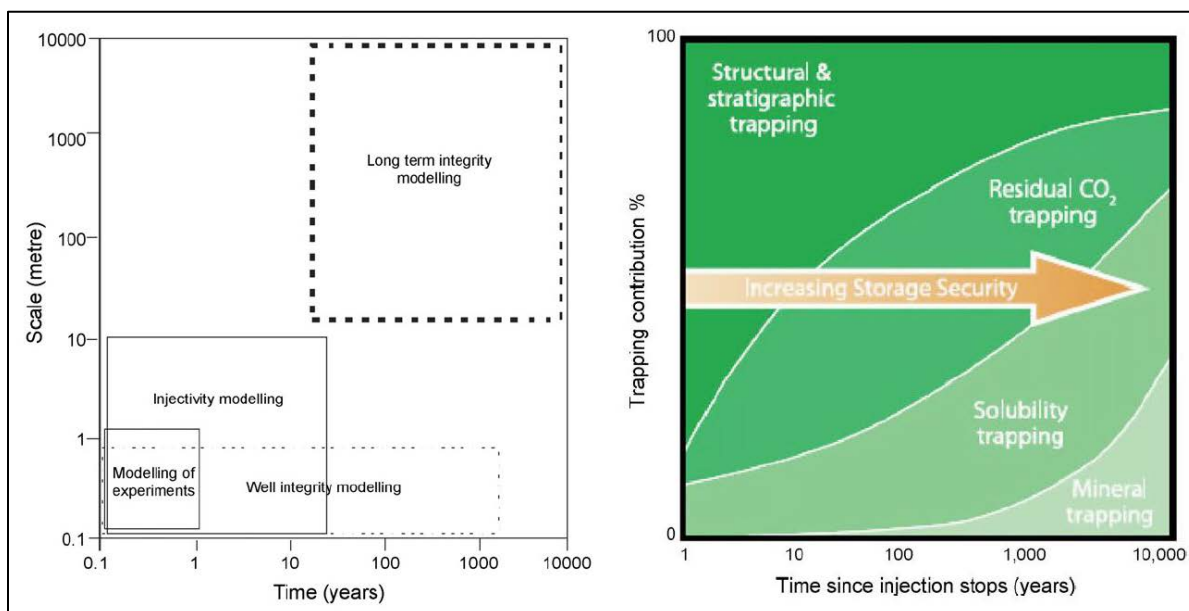 10000
1000
100
10
1
0.1
Scale (metre)
Long term integrity
modelling
Injectivity modelling
Modelling of
experiments
Well integrity modelling
0.1
1
10
100
1000
10000
Time (years)
100
0
Trapping contribution %
Structural &
stratigraphic
trapping
Residual CO₂
trapping
Increasing Storage Security
Solubility
trapping
Mineral
trapping
1
10
100
1,000
10,000
Time since injection stops (years)